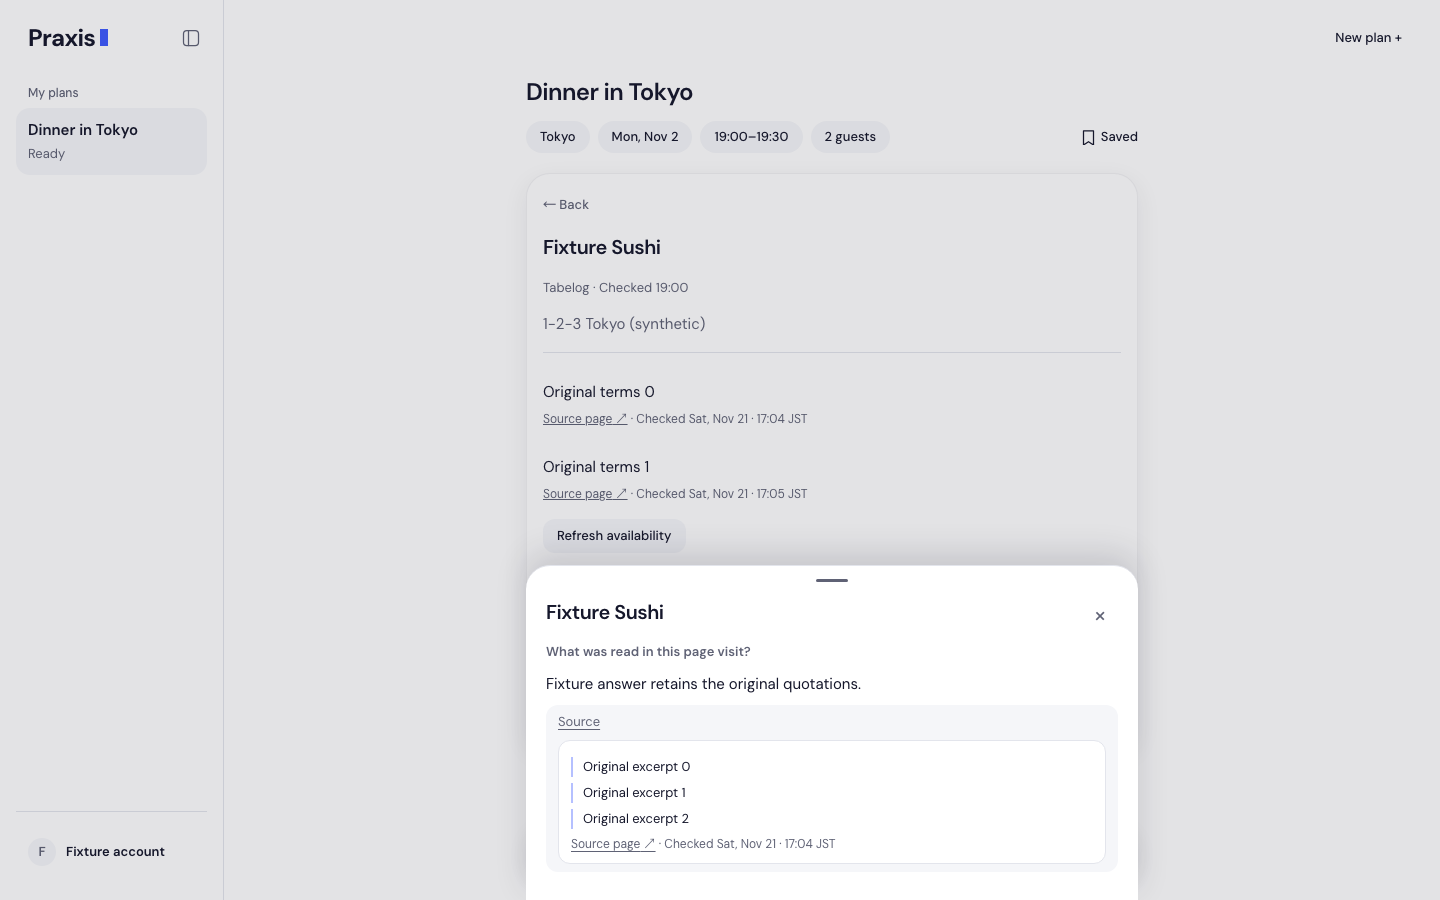 Praxis
New plan +
My plans
Dinner in Tokyo
Ready
Fixture account
F
Dinner in Tokyo
Tokyo
Mon, Nov 2
19:00–19:30
2 guests
Saved
← Back
Fixture Sushi
Tabelog · Checked 19:00
1-2-3 Tokyo (synthetic)
Original terms 0
Source page ↗ · Checked Sat, Nov 21 · 17:04 JST
Original terms 1
Source page ↗ · Checked Sat, Nov 21 · 17:05 JST
Refresh availability
Fixture Sushi
×
What was read in this page visit?
Fixture answer retains the original quotations.
Source
Original excerpt 0
Original excerpt 1
Original excerpt 2
Source page ↗ · Checked Sat, Nov 21 · 17:04 JST